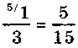 ⁵/1/3 = 5/15